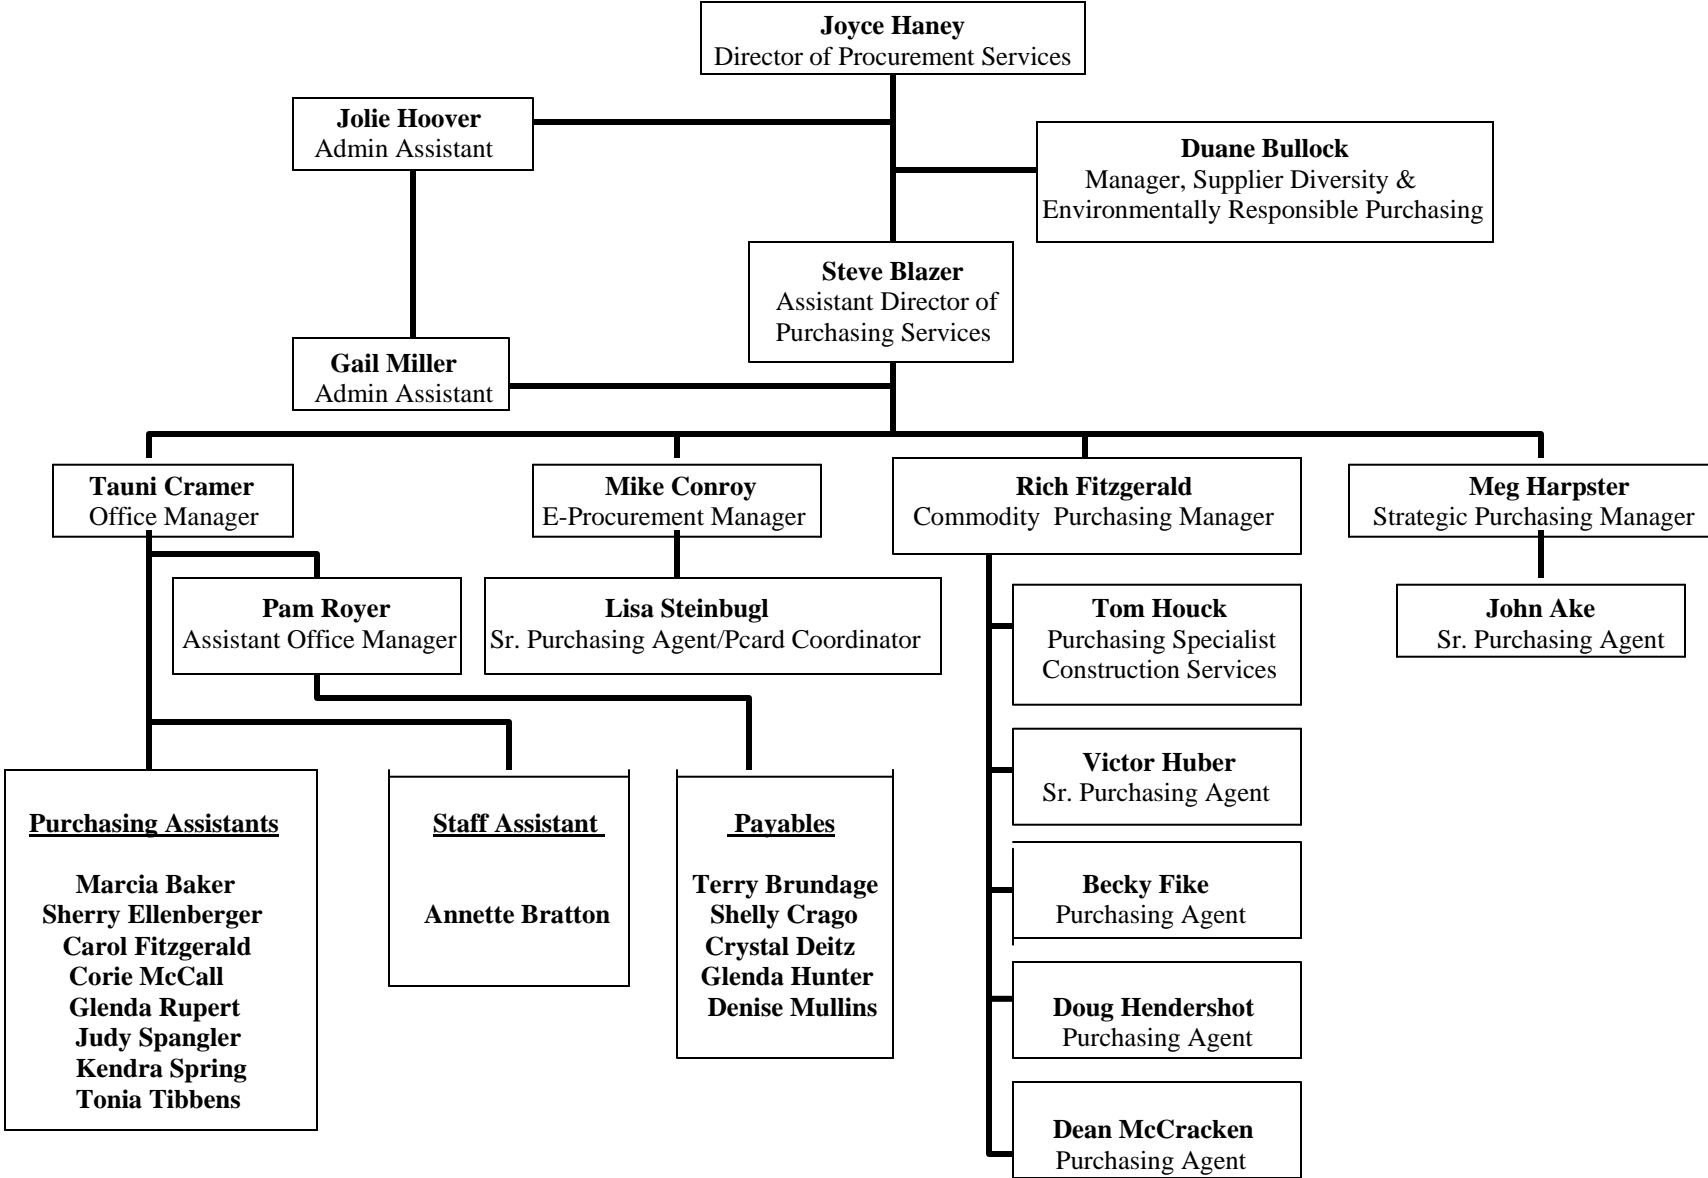 Joyce Haney
Director of Procurement Services
Jolie Hoover
Admin Assistant
Duane Bullock
Manager, Supplier Diversity &
Environmentally Responsible Purchasing
Steve Blazer
Assistant Director of
Purchasing Services
Gail Miller
Admin Assistant
Tauni Cramer
Office Manager
Mike Conroy
E-Procurement Manager
Rich Fitzgerald
Commodity Purchasing Manager
Meg Harpster
Strategic Purchasing Manager
Pam Royer
Assistant Office Manager
Lisa Steinbugl
Sr. Purchasing Agent/Pcard Coordinator
Tom Houck
Purchasing Specialist
Construction Services
John Ake
Sr. Purchasing Agent
Victor Huber
Sr. Purchasing Agent
Becky Fike
Purchasing Agent
Doug Hendershot
Purchasing Agent
Dean McCracken
Purchasing Agent
Purchasing Assistants
Marcia Baker
Sherry Ellenberger
Carol Fitzgerald
Corie McCall
Glenda Rupert
Judy Spangler
Kendra Spring
Tonia Tibbens
Staff Assistant
Annette Bratton
Payables
Terry Brundage
Shelly Crago
Crystal Deitz
Glenda Hunter
Denise Mullins